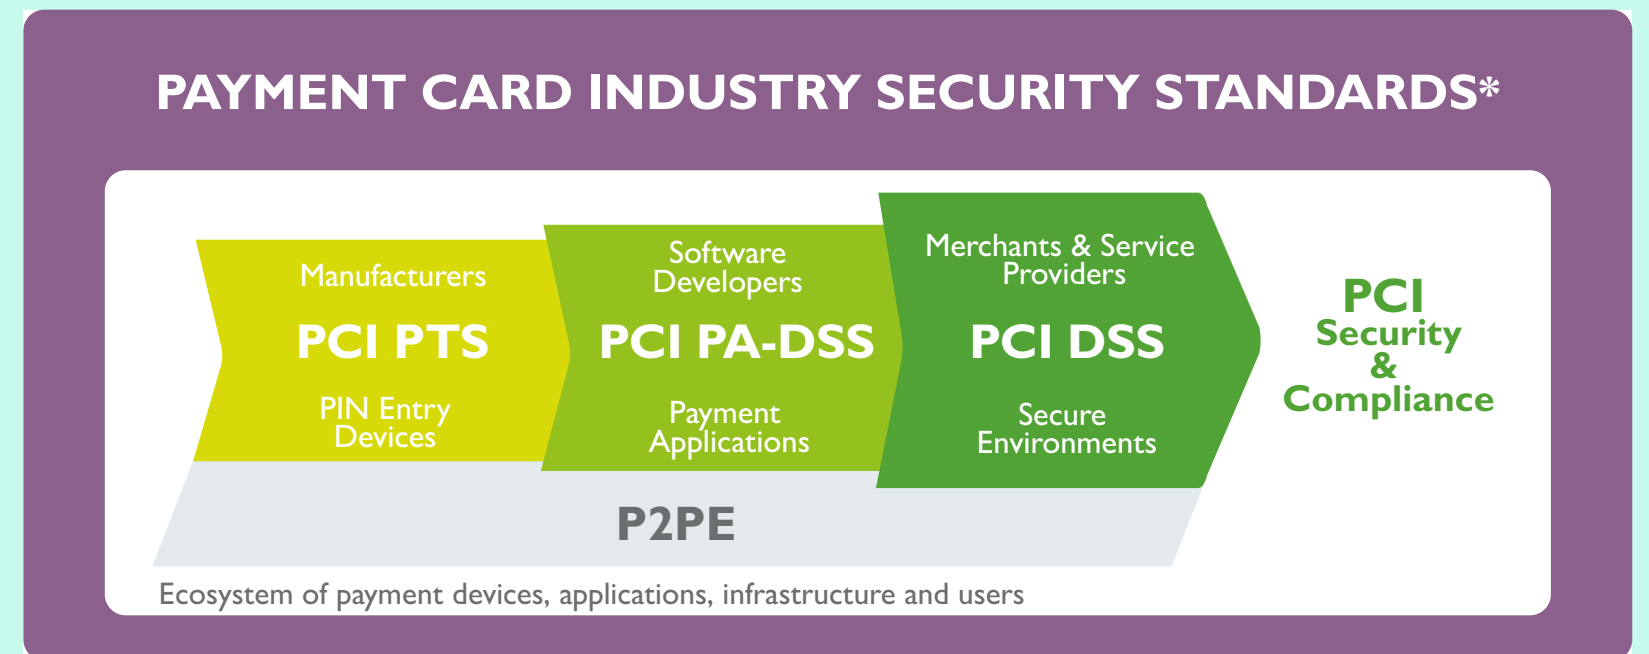 PAYMENT CARD INDUSTRY SECURITY STANDARDS*
Manufacturers
PCI PTS
PIN Entry
Devices
Software
Developers
PCI PA-DSS
Payment
Applications
Merchants & Service
Providers
PCI DSS
Secure
Environments
PCI
Security
&
Compliance
P2PE
Ecosystem of payment devices, applications, infrastructure and users